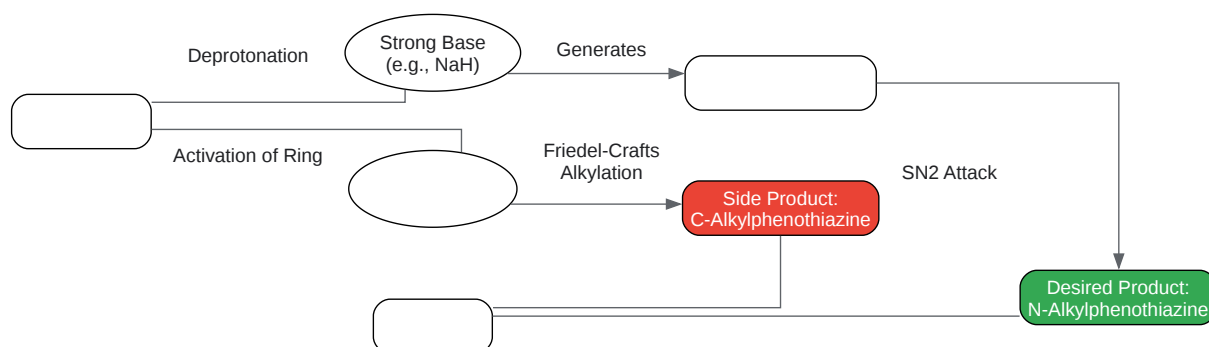 Deprotonation
Strong Base
(e.g., NaH)
Generates
Activation of Ring
Friedel-Crafts
Alkylation
SN2 Attack
Side Product:
C-Alkylphenothiazine
Desired Product:
N-Alkylphenothiazine